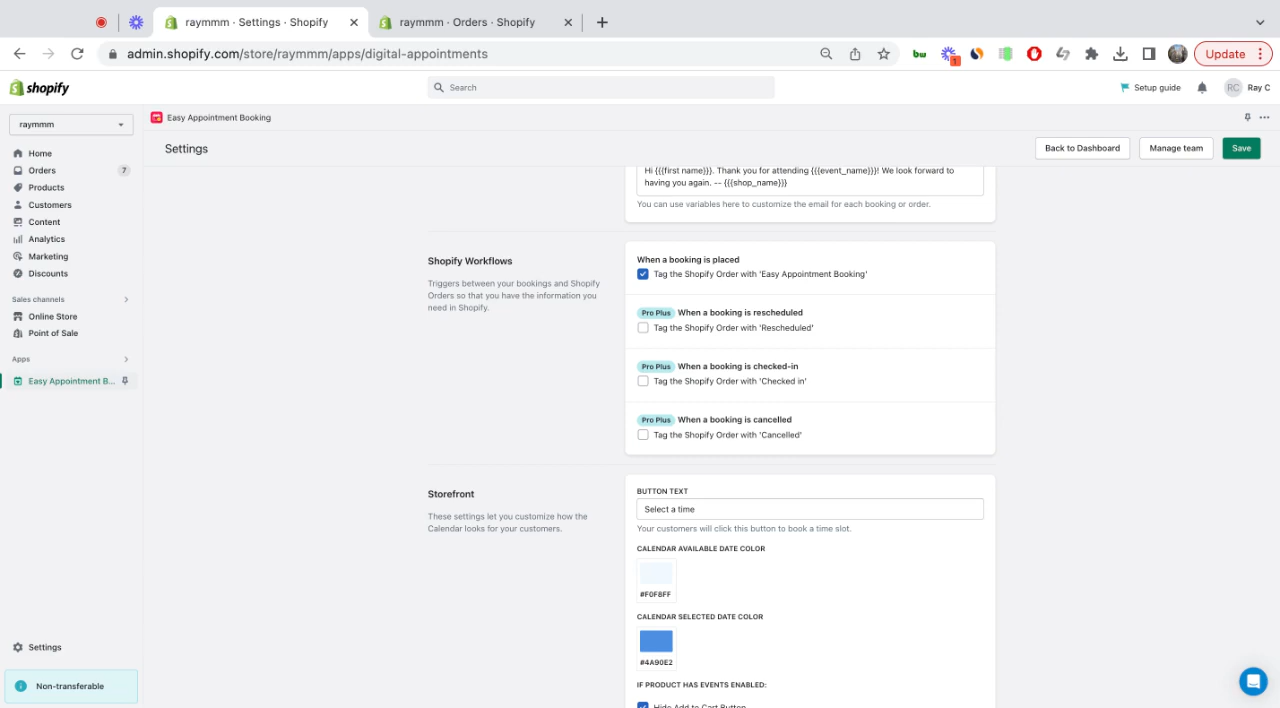 raymmm · Settings · Shopify
raymmm · Orders · Shopify
admin.shopify.com/store/raymmm/apps/digital-appointments
bw
1
Update
shopify
Search
Setup guide
RC
Ray C
raymmm
Easy Appointment Booking
Home
Orders
7
Products
Customers
Content
Analytics
Marketing
Discounts
Sales channels
Online Store
Point of Sale
Apps
Easy Appointment B...
Settings
Non-transferable
Settings
Back to Dashboard
Manage team
Save
Hi {{{first name}}}. Thank you for attending {{{event_name}}}! We look forward to
having you again. -- {{{shop_name}}}
You can use variables here to customize the email for each booking or order.
Shopify Workflows
Triggers between your bookings and Shopify
Orders so that you have the information you
need in Shopify.
When a booking is placed
Tag the Shopify Order with 'Easy Appointment Booking'
Pro Plus When a booking is rescheduled
Tag the Shopify Order with 'Rescheduled'
Pro Plus When a booking is checked-in
Tag the Shopify Order with 'Checked in'
Pro Plus When a booking is cancelled
Tag the Shopify Order with 'Cancelled'
Storefront
These settings let you customize how the
Calendar looks for your customers.
BUTTON TEXT
Select a time
Your customers will click this button to book a time slot.
CALENDAR AVAILABLE DATE COLOR
#F0F8FF
CALENDAR SELECTED DATE COLOR
#4A90E2
IF PRODUCT HAS EVENTS ENABLED:
Hide Add to Cart Button